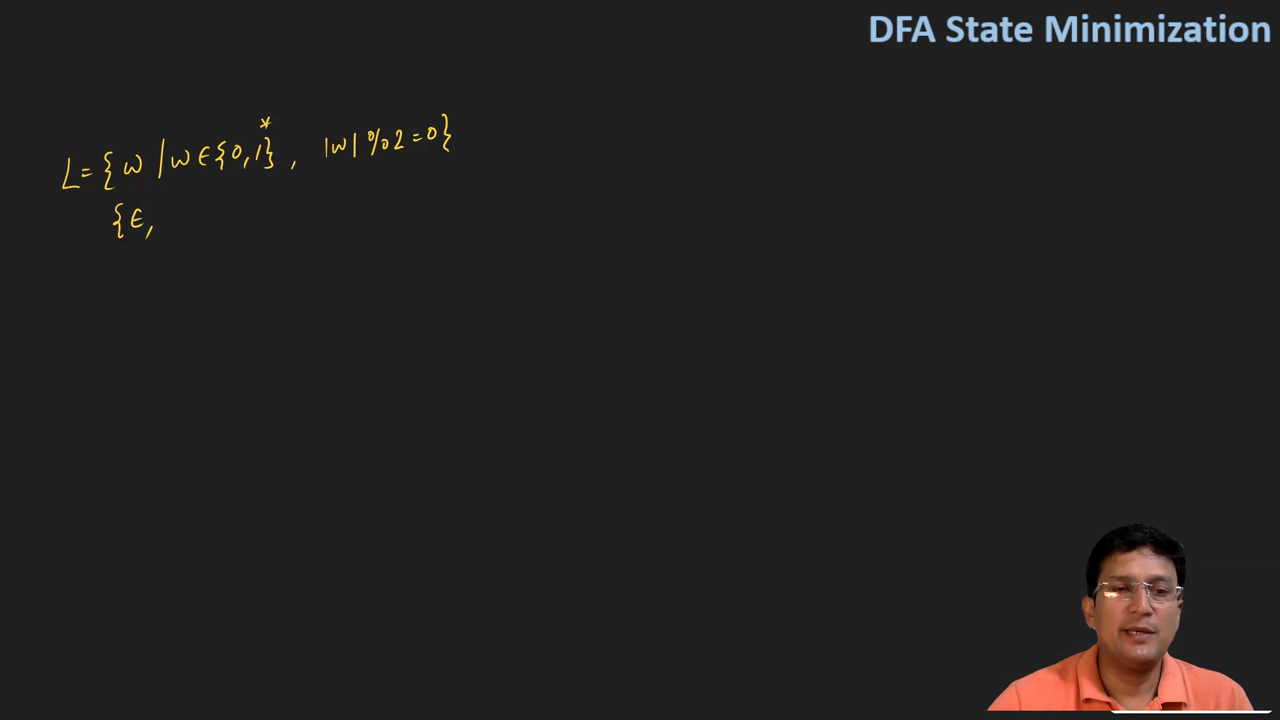 DFA State Minimization
L = { w | w ∈ {0,1}*, |w| % 2 = 0 }
{ ϵ,